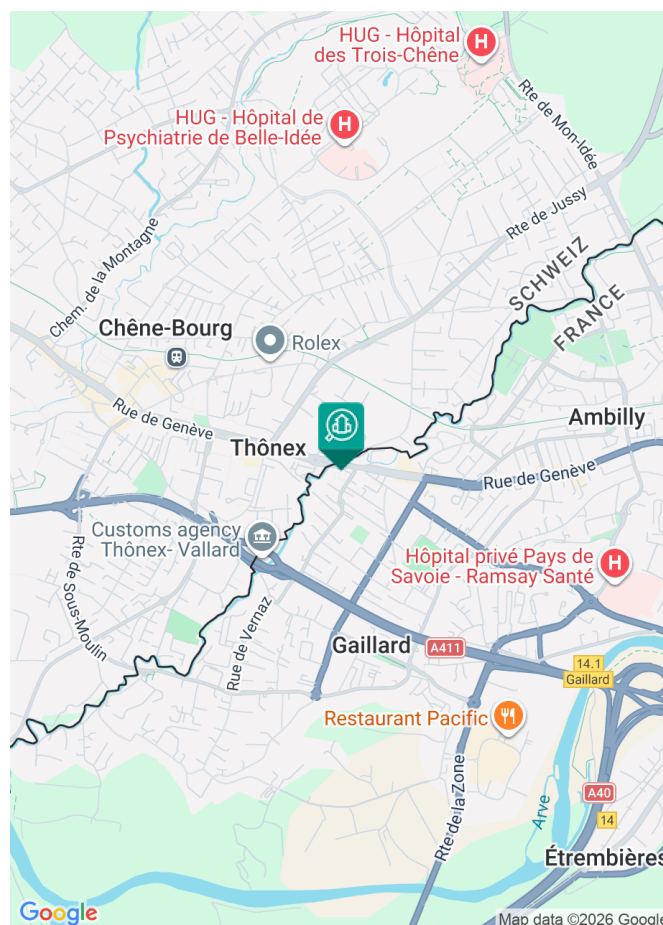 HUG - Hôpital
des Trois-Chêne
HUG - Hôpital de
Psychiatrie de Belle-Idée
Rte de Mon-Idée
Rte de Jussy
Chem. de la Montagne
SCHWEIZ
FRANCE
Chêne-Bourg
Rolex
Rue de Genève
Ambilly
Thônex
Rue de Genève
Customs agency
Thônex- Vallard
Hôpital privé Pays de
Savoie - Ramsay Santé
Rte de Sous-Moulin
Rue de Vernaz
Gaillard
A411
14.1
Gaillard
Restaurant Pacific
Rte de la Zone
Arve
A40
14
Étrembières
Google
Map data ©2026 Google